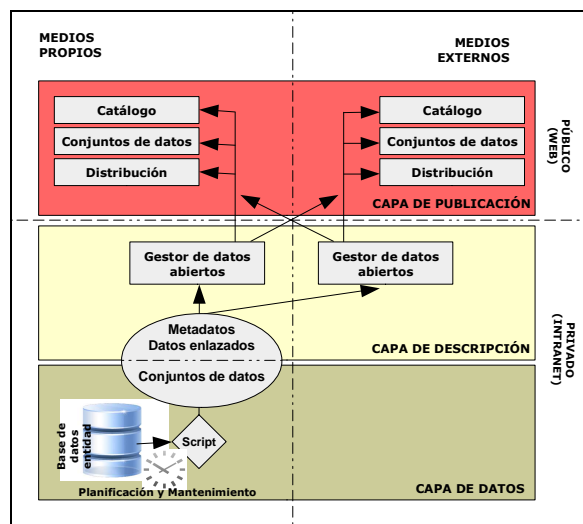 MEDIOS
PROPIOS
MEDIOS
EXTERNOS
Catálogo
Conjuntos de datos
Distribución
Catálogo
Conjuntos de datos
Distribución
CAPA DE PUBLICACIÓN
PÚBLICO
(WEB)
Gestor de datos
abiertos
Gestor de datos
abiertos
Metadatos
Datos enlazados
CAPA DE DESCRIPCIÓN
PRIVADO
(INTRANET)
Conjuntos de datos
Base de
datos
entidad
Script
Planificación y Mantenimiento
CAPA DE DATOS